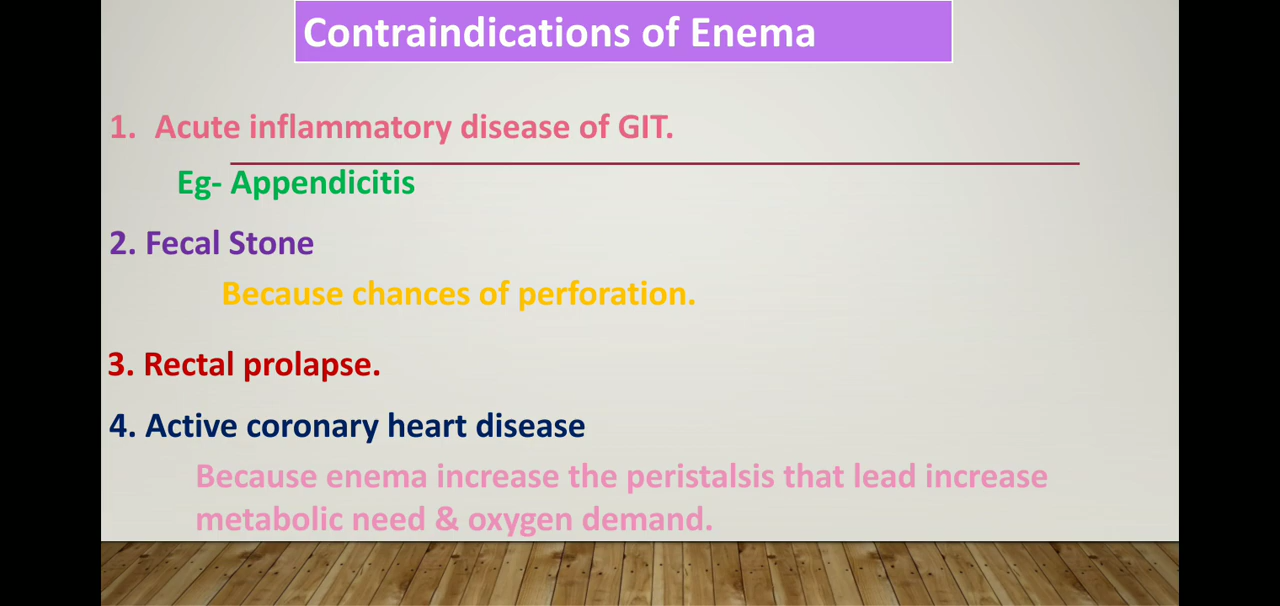 Contraindications of Enema
1. Acute inflammatory disease of GIT.
Eg- Appendicitis
2. Fecal Stone
Because chances of perforation.
3. Rectal prolapse.
4. Active coronary heart disease
Because enema increase the peristalsis that lead increase
metabolic need & oxygen demand.